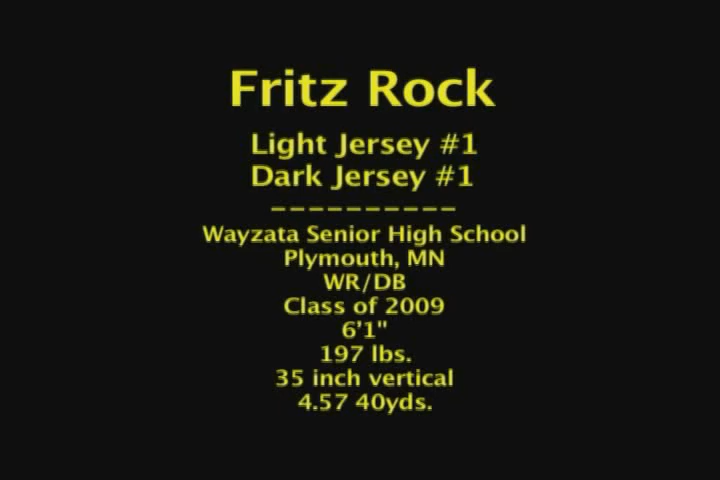 Fritz Rock
Light Jersey #1
Dark Jersey #1
----------
Wayzata Senior High School
Plymouth, MN
WR/DB
Class of 2009
6’1"
197 lbs.
35 inch vertical
4.57 40yds.